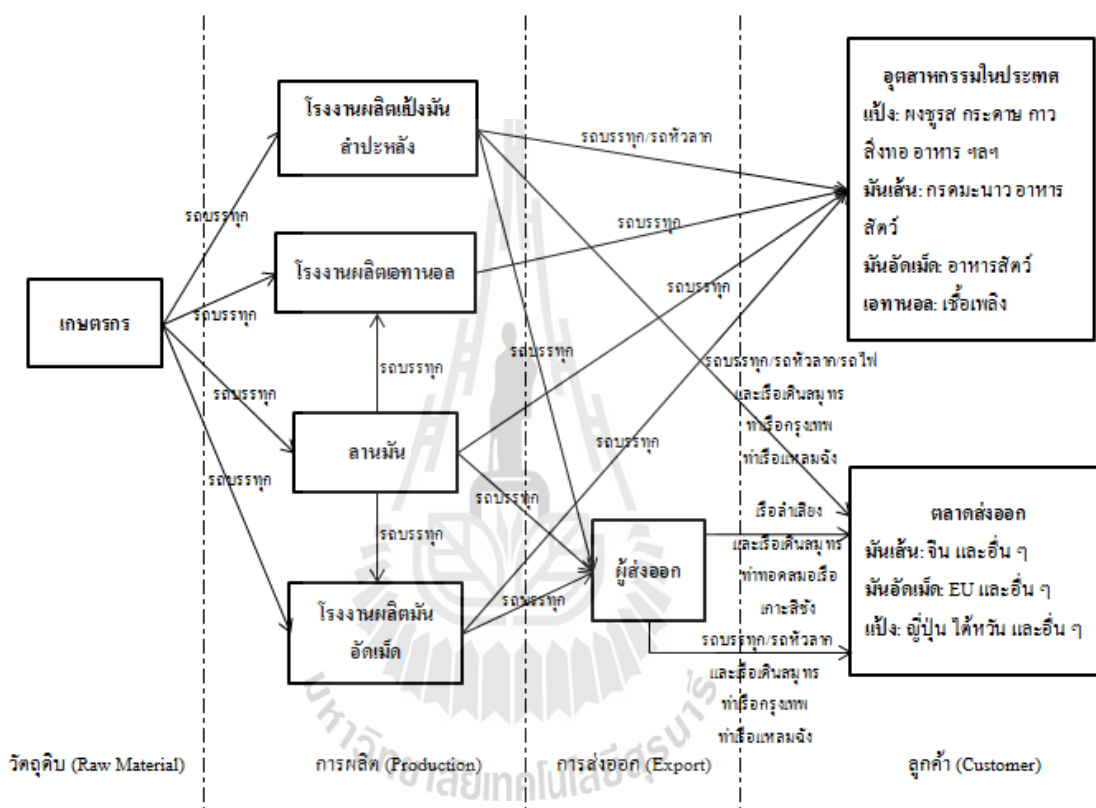 เกษตรกร
รถบรรทุก
รถบรรทุก
รถบรรทุก
รถบรรทุก
โรงงานผลิตแป้งมัน
สำปะหลัง
โรงงานผลิตเอทานอล
รถบรรทุก
ลานมัน
รถบรรทุก
โรงงานผลิตมัน
อัดเม็ด
รถบรรทุก/รถหัวลาก
รถบรรทุก
รถบรรทุก
รถบรรทุก
รถบรรทุก
รถบรรทุก
รถบรรทุก
ผู้ส่งออก
รถบรรทุก/รถหัวลาก/รถไฟ
และเรือเดินสมุทร
ท่าเรือกรุงเทพ
ท่าเรือแหลมฉัง
เรือลำเลียง
และเรือเดินสมุทร
ท่าทอดสมอเรือ
เกาะสีชัง
รถบรรทุก/รถหัวลาก
และเรือเดินสมุทร
ท่าเรือกรุงเทพ
ท่าเรือแหลมฉัง
อุตสาหกรรมในประเทศ
แป้ง: ผงชูรส กระดาษ กาว
สิ่งทอ อาหาร ฯลฯ
มันเส้น: กรดมะนาว อาหาร
สัตว์
มันอัดเม็ด: อาหารสัตว์
เอทานอล: เชื้อเพลิง
ตลาดส่งออก
มันเส้น: จีน และอื่น ๆ
มันอัดเม็ด: EU และอื่น ๆ
แป้ง: ญี่ปุ่น ไต้หวัน และอื่น ๆ
วัตถุดิบ (Raw Material)
การผลิต (Production)
การส่งออก (Export)
ลูกค้า (Customer)
มหาวิทยาลัยเทคโนโลยีสุรนารี